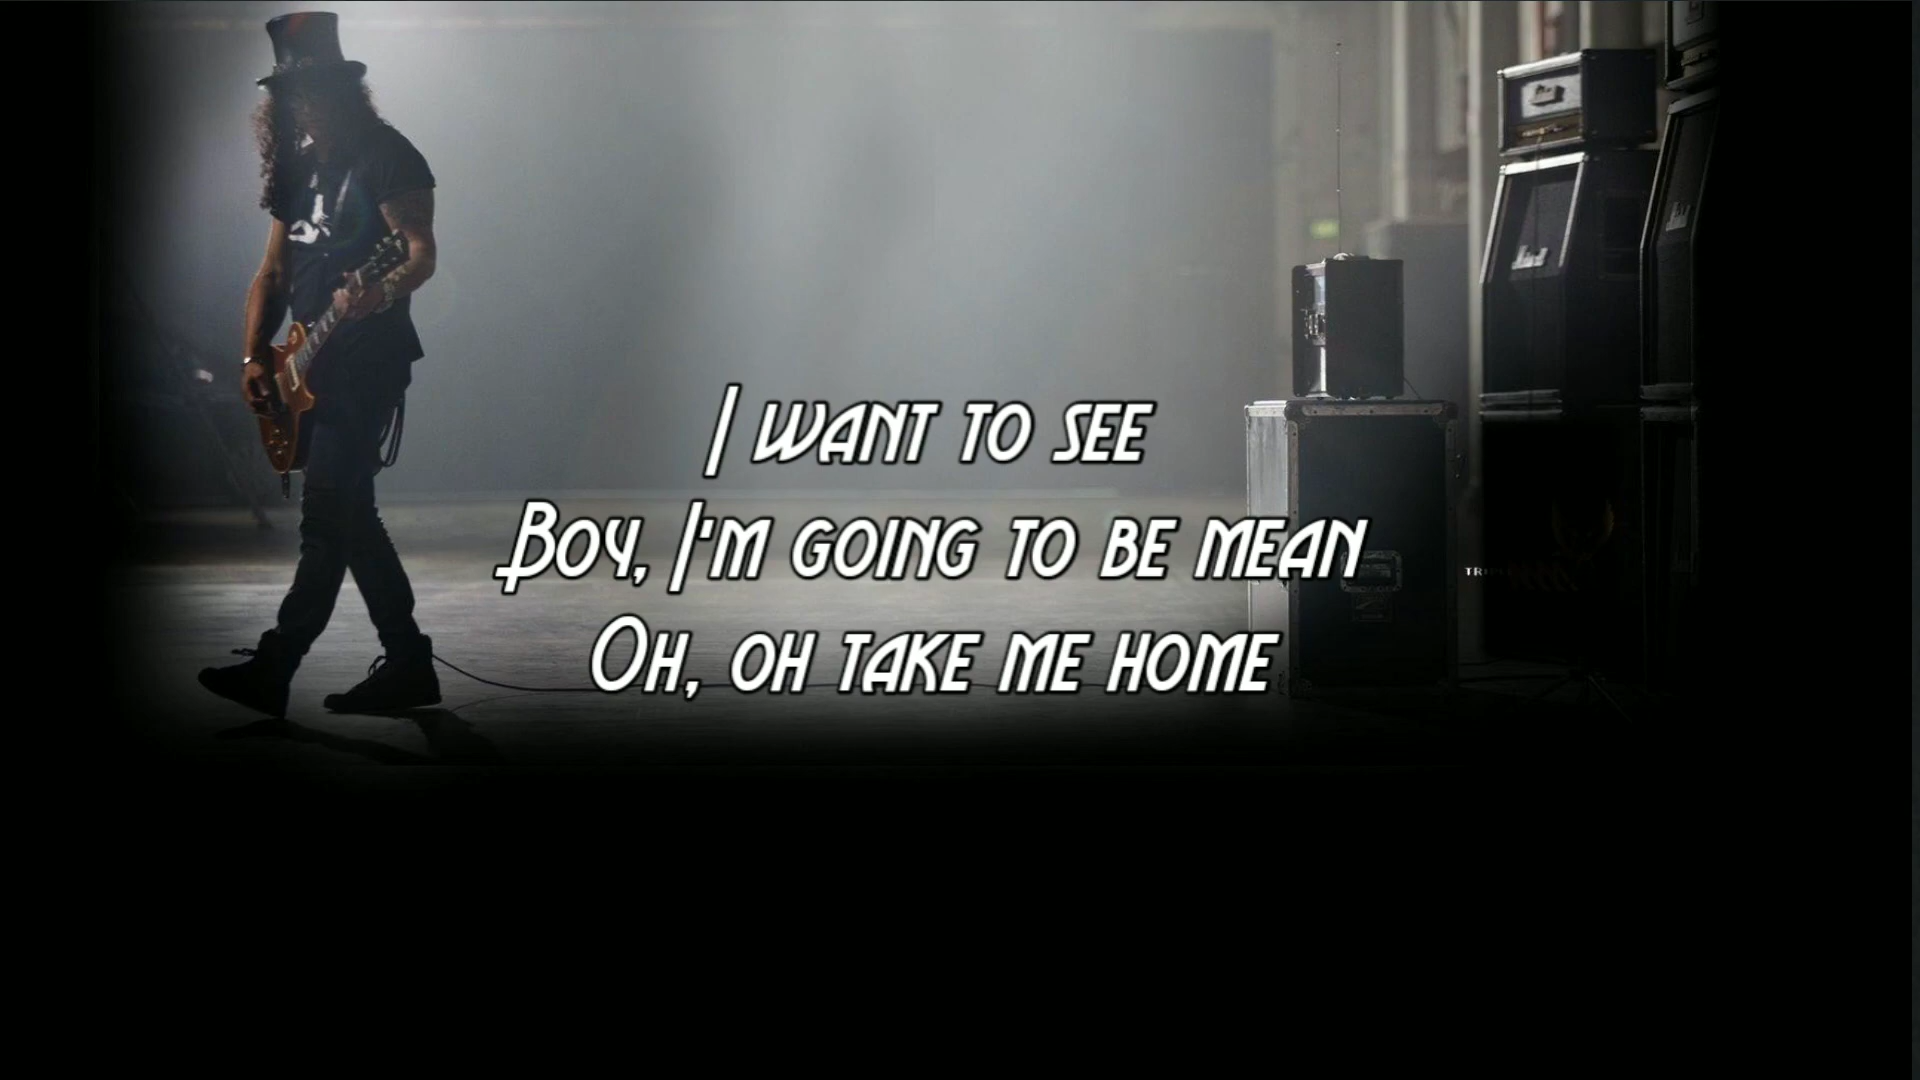 I want to see
Boy, I'm going to be mean
Oh, oh take me home